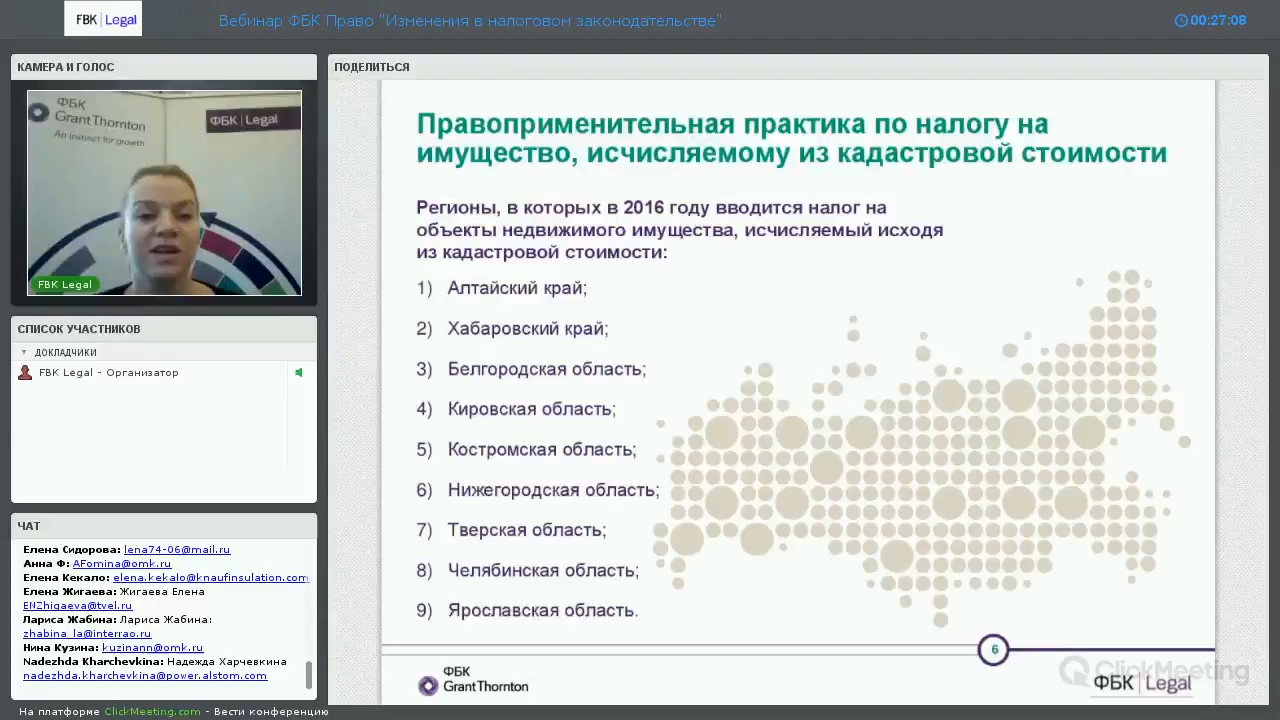 FBK Legal
Вебинар ФБК Право "Изменения в налоговом законодательстве"
00:27:08
КАМЕРА И ГОЛОС
ФБК
GrantThornton
An instinct for growth
ФБК Legal
FBK Legal
СПИСОК УЧАСТНИКОВ
ДОКЛАДЧИКИ
FBK Legal - Организатор
ЧАТ
Елена Сидорова: lena74-06@mail.ru
Анна Ф: AFomina@omk.ru
Елена Кекало: elena.kekalo@knaufinsulation.com
Елена Жигаева: Жигаева Елена
ENZhigaeva@tvel.ru
Лариса Жабина: Лариса Жабина:
zhabina_la@interrao.ru
Нина Кузина: kuzinann@omk.ru
Nadezhda Kharchevkina: Надежда Харчевкина
nadezhda.kharchevkina@power.alstom.com
ПОДЕЛИТЬСЯ
Правоприменительная практика по налогу на
имущество, исчисляемому из кадастровой стоимости
Регионы, в которых в 2016 году вводится налог на
объекты недвижимого имущества, исчисляемый исходя
из кадастровой стоимости:
1) Алтайский край;
2) Хабаровский край;
3) Белгородская область;
4) Кировская область;
5) Костромская область;
6) Нижегородская область;
7) Тверская область;
8) Челябинская область;
9) Ярославская область.
6
ФБК
GrantThornton
ClickMeeting
ФБК Legal
На платформе ClickMeeting.com - Вести конференцию